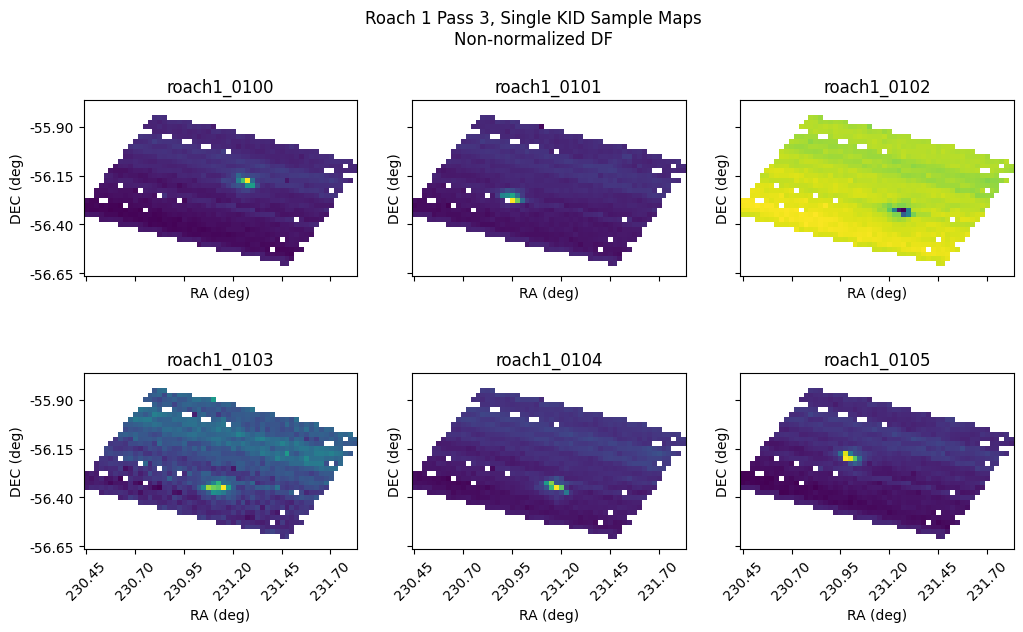 Roach 1 Pass 3, Single KID Sample Maps
Non-normalized DF
roach1_0100
roach1_0101
roach1_0102
DEC (deg)
-55.90
-56.15
-56.40
-56.65
RA (deg)
DEC (deg)
RA (deg)
DEC (deg)
RA (deg)
roach1_0103
roach1_0104
roach1_0105
DEC (deg)
-55.90
-56.15
-56.40
-56.65
230.45 230.70 230.95 231.20 231.45 231.70
RA (deg)
DEC (deg)
230.45 230.70 230.95 231.20 231.45 231.70
RA (deg)
DEC (deg)
230.45 230.70 230.95 231.20 231.45 231.70
RA (deg)